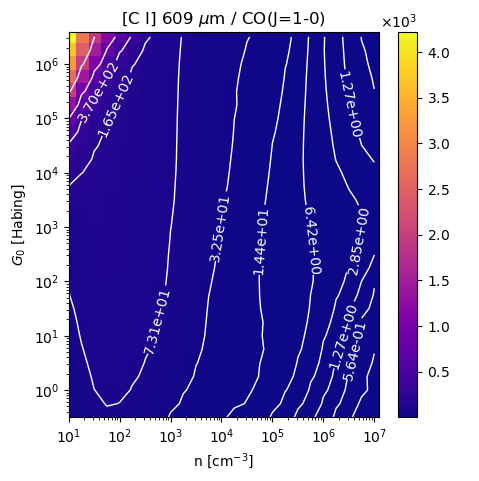 [C I] 609 μm / CO(J=1-0)
×10³
G₀ [Habing]
10⁶
10⁵
10⁴
10³
10²
10¹
10⁰
3.70e+02
1.65e+02
7.31e+01
3.25e+01
1.44e+01
6.42e+00
1.27e+00
2.85e+00
1.27e+00
5.64e-01
4.0
3.5
3.0
2.5
2.0
1.5
1.0
0.5
10¹ 10² 10³ 10⁴ 10⁵ 10⁶ 10⁷
n [cm⁻³]